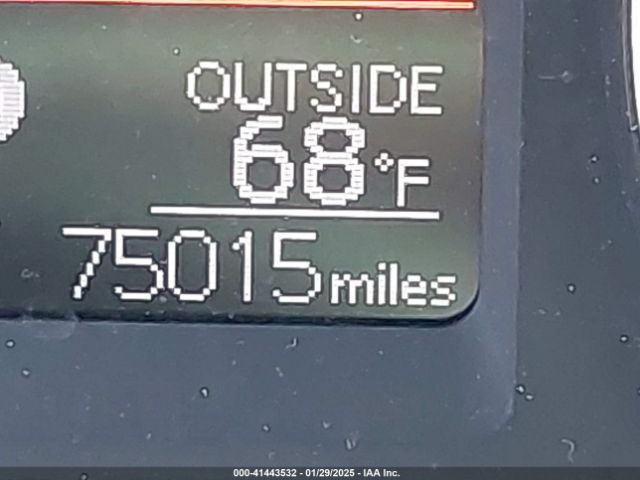 OUTSIDE
68°F
75015 miles
000-41443532 - 01/29/2025 - IAA Inc.